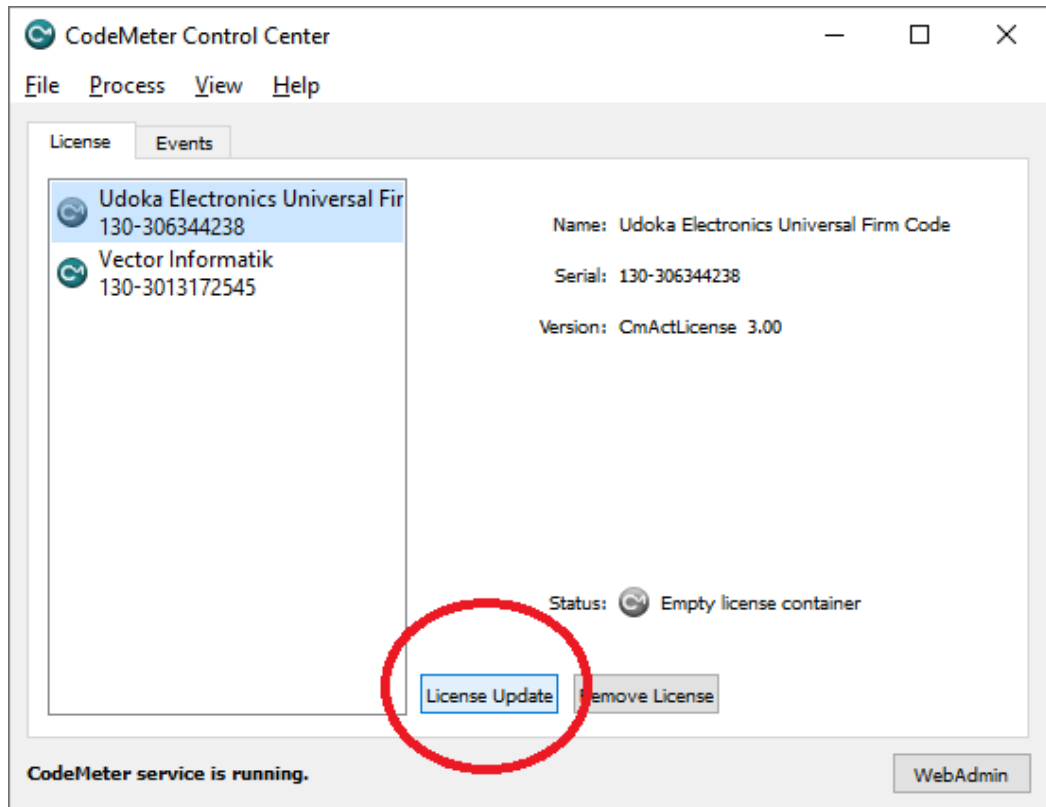 CodeMeter Control Center
File Process View Help
License Events
Udoka Electronics Universal Fir
130-306344238
Vector Informatik
130-3013172545
Name: Udoka Electronics Universal Firm Code
Serial: 130-306344238
Version: CmActLicense 3.00
Status: Empty license container
License Update Remove License
CodeMeter service is running.
WebAdmin